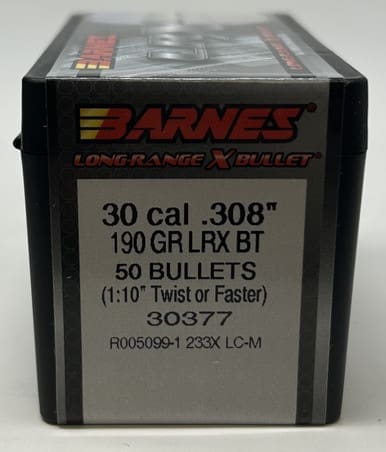 BARNES
LONG-RANGE X BULLET
30 cal .308"
190 GR LRX BT
50 BULLETS
(1:10" Twist or Faster)
30377
R005099-1 233X LC-M